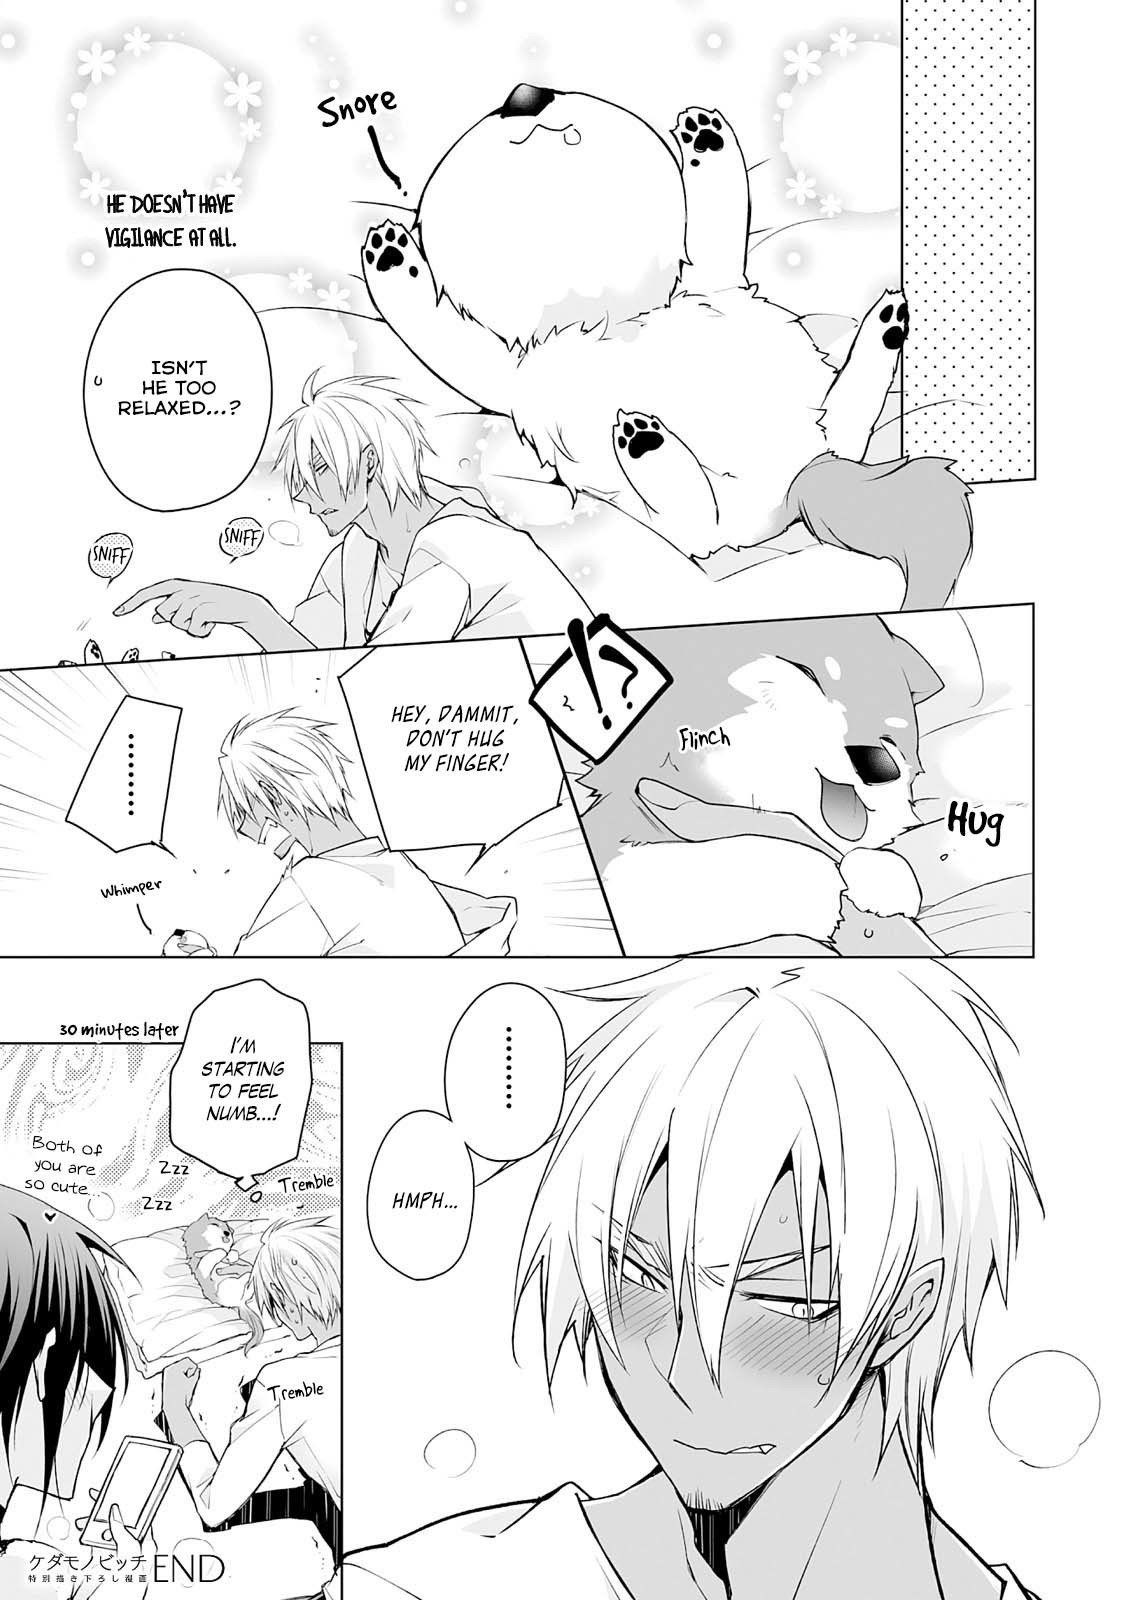 Snore
HE DOESN'T HAVE
VIGILANCE AT ALL.
ISN'T
HE TOO
RELAXED...?
SNIFF
SNIFF
!?
Flinch
Hug
HEY, DAMMIT,
DON'T HUG
MY FINGER!
........
Whimper
........
HMPH...
30 minutes later
I'M
STARTING
TO FEEL
NUMB...!
Tremble
Zzz
Zzz
Both of
you are
so cute...
Tremble
ケダモノビッチ
特別描き下ろし漫画 END